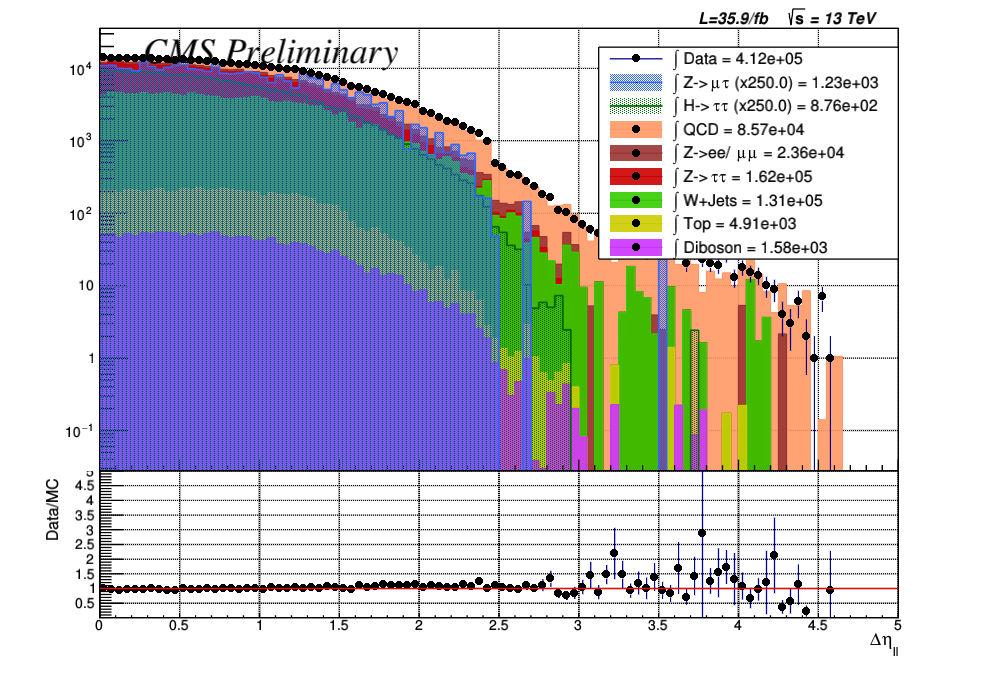 L=35.9/fb √s = 13 TeV
CMS Preliminary
∫ Data = 4.12e+05
∫ Z->μτ (x250.0) = 1.23e+03
∫ H->ττ (x250.0) = 8.76e+02
∫ QCD = 8.57e+04
∫ Z->ee/ μμ = 2.36e+04
∫ Z->ττ = 1.62e+05
∫ W+Jets = 1.31e+05
∫ Top = 4.91e+03
∫ Diboson = 1.58e+03
10⁴
10³
10²
10
1
10⁻¹
Data/MC
5
4.5
4
3.5
3
2.5
2
1.5
1
0.5
0 0.5 1 1.5 2 2.5 3 3.5 4 4.5 5
Δη_ll